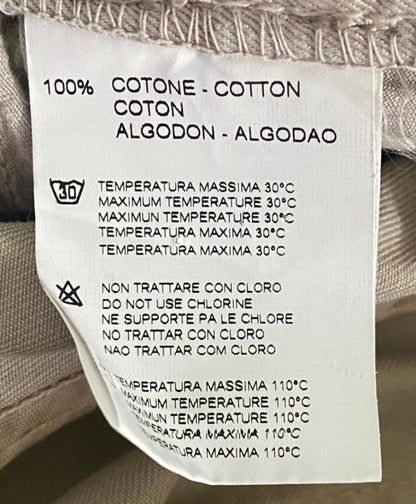 100% COTONE - COTTON
COTON
ALGODON - ALGODAO
30 TEMPERATURA MASSIMA 30°C
MAXIMUM TEMPERATURE 30°C
MAXIMUN TEMPERATURE 30°C
TEMPERATURA MAXIMA 30°C
TEMPERATURA MAXIMA 30°C
NON TRATTARE CON CLORO
DO NOT USE CHLORINE
NE SUPPORTE PA LE CHLORE
NO TRATTAR CON CLORO
NAO TRATTAR COM CLORO
TEMPERATURA MASSIMA 110°C
MAXIMUM TEMPERATURE 110°C
MAXIMUN TEMPERATURE 110°C
TEMPERATURA MAXIMA 110°C
TEMPERATURA MAXIMA 110°C